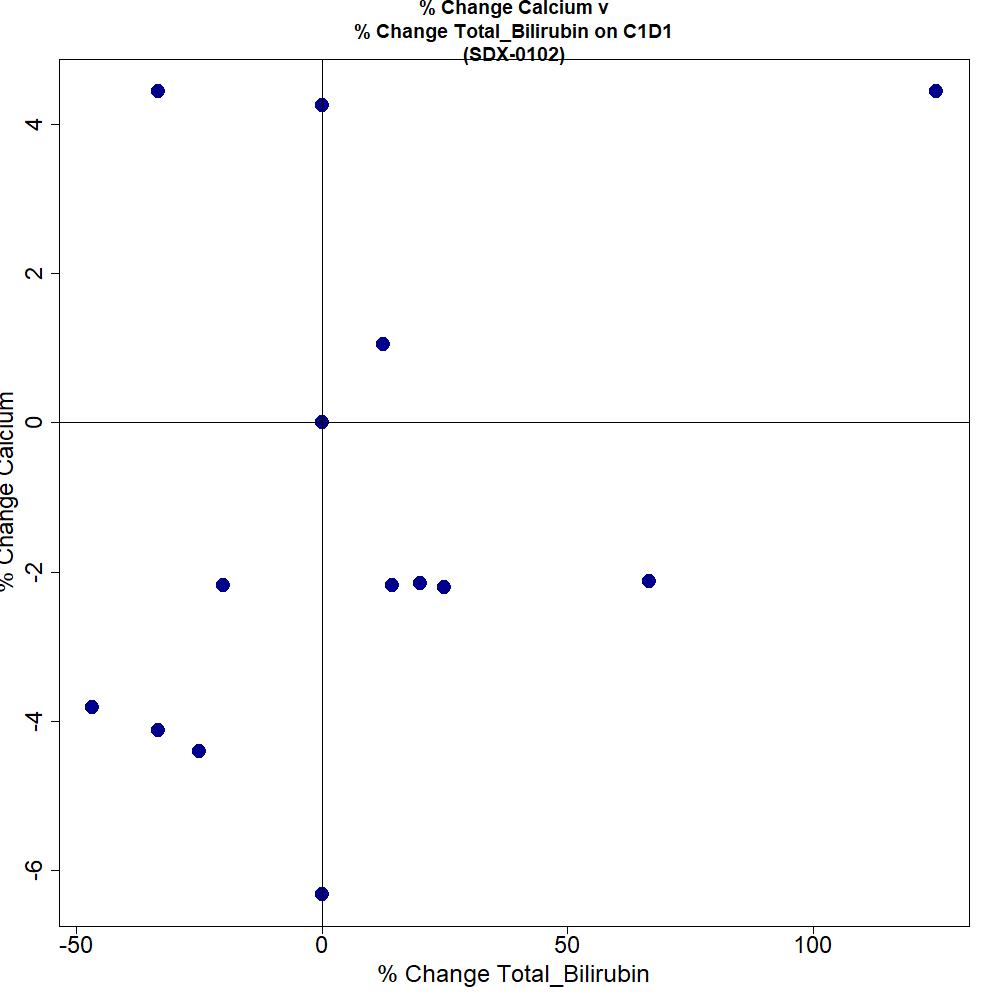 % Change Calcium v
% Change Total_Bilirubin on C1D1
(SDX-0102)
% Change Calcium
4
2
0
-2
-4
-6
-50
0
50
100
% Change Total_Bilirubin